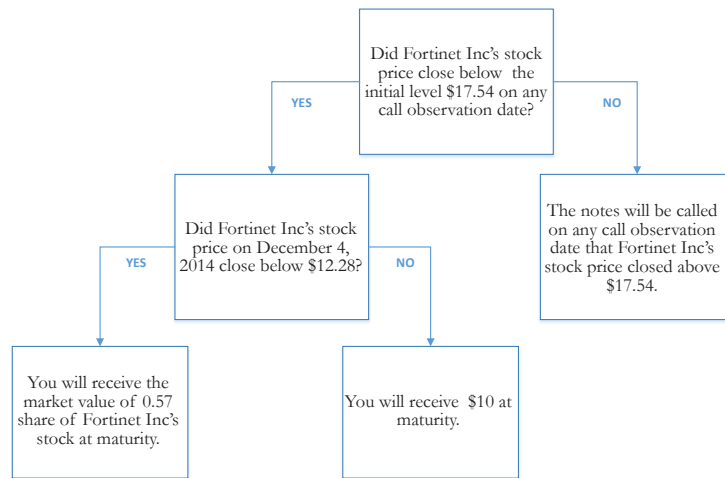 Did Fortinet Inc's stock
price close below the
initial level $17.54 on any
call observation date?
YES
NO
Did Fortinet Inc's stock
price on December 4,
2014 close below $12.28?
The notes will be called
on any call observation
date that Fortinet Inc's
stock price closed above
$17.54.
YES
NO
You will receive the
market value of 0.57
share of Fortinet Inc's
stock at maturity.
You will receive $10 at
maturity.